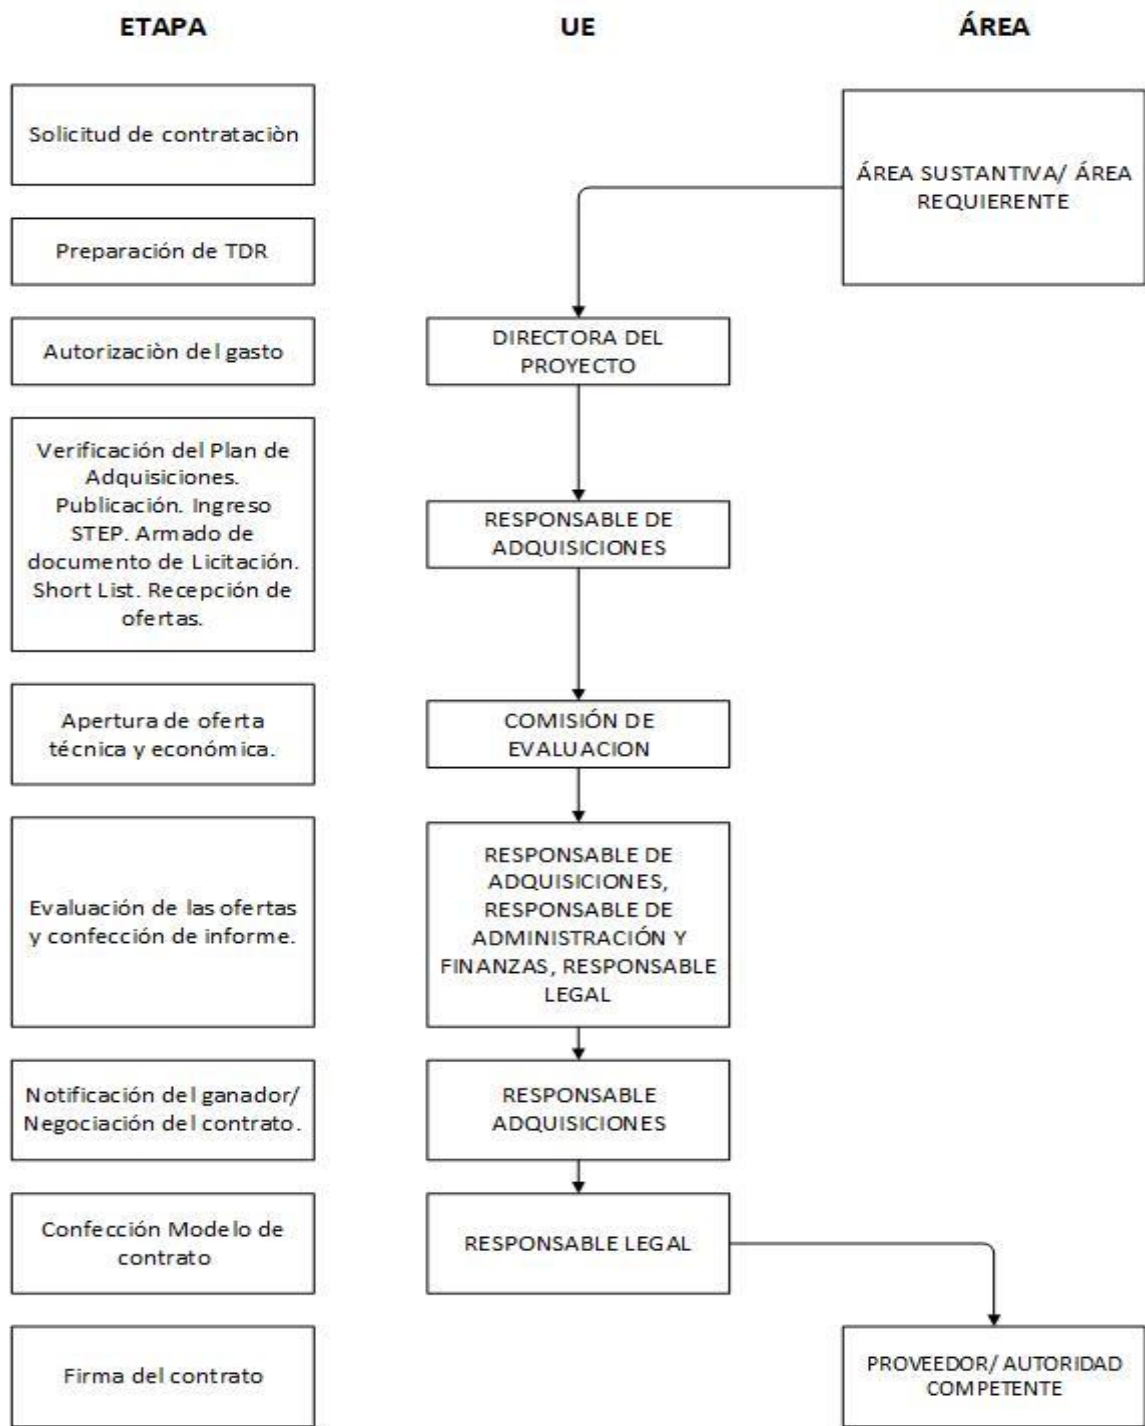 ETAPA
UE
ÁREA
Solicitud de contrataciòn
ÁREA SUSTANTIVA/ ÁREA
REQUIERENTE
Preparación de TDR
Autorizaciòn del gasto
DIRECTORA DEL
PROYECTO
Verificación del Plan de
Adquisiciones.
Publicación. Ingreso
STEP. Armado de
documento de Licitación.
Short List. Recepción de
ofertas.
RESPONSABLE DE
ADQUISICIONES
Apertura de oferta
técnica y económica.
COMISIÓN DE
EVALUACION
Evaluación de las ofertas
y confección de informe.
RESPONSABLE DE
ADQUISICIONES,
RESPONSABLE DE
ADMINISTRACIÓN Y
FINANZAS, RESPONSABLE
LEGAL
Notificación del ganador/
Negociación del contrato.
RESPONSABLE
ADQUISICIONES
Confección Modelo de
contrato
RESPONSABLE LEGAL
Firma del contrato
PROVEEDOR/ AUTORIDAD
COMPETENTE